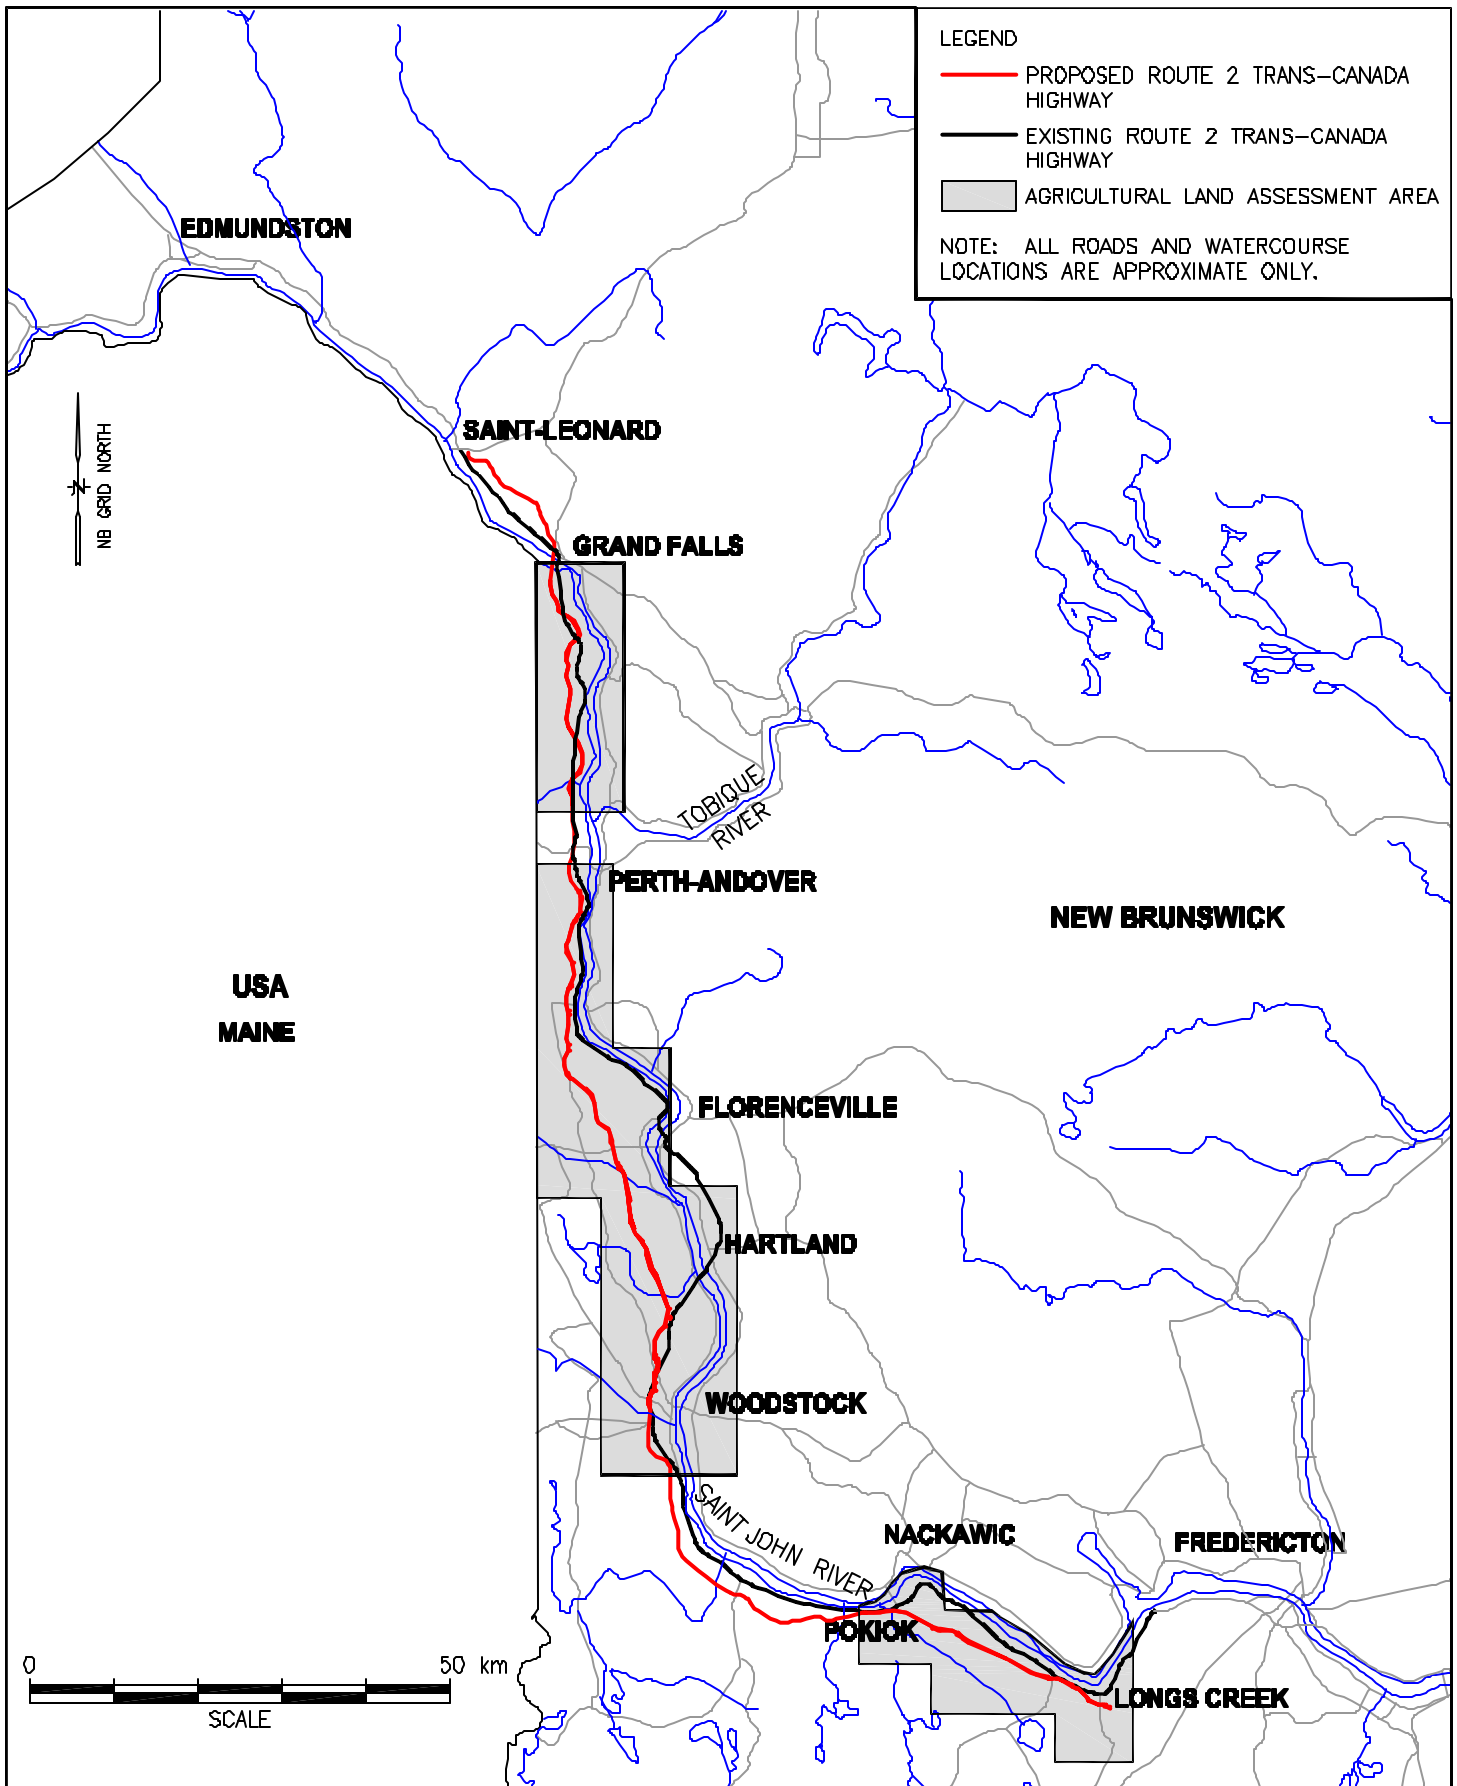 LEGEND
PROPOSED ROUTE 2 TRANS-CANADA
HIGHWAY
EXISTING ROUTE 2 TRANS-CANADA
HIGHWAY
AGRICULTURAL LAND ASSESSMENT AREA
NOTE: ALL ROADS AND WATERCOURSE
LOCATIONS ARE APPROXIMATE ONLY.
EDMUNDSTON
SAINT-LEONARD
NB GRID NORTH
N
GRAND FALLS
TOBIQUE
RIVER
PERTH-ANDOVER
NEW BRUNSWICK
USA
MAINE
FLORENCEVILLE
HARTLAND
WOODSTOCK
SAINT JOHN RIVER
NACKAWIC
FREDERICTON
POKIOK
LONGS CREEK
0 50 km
SCALE